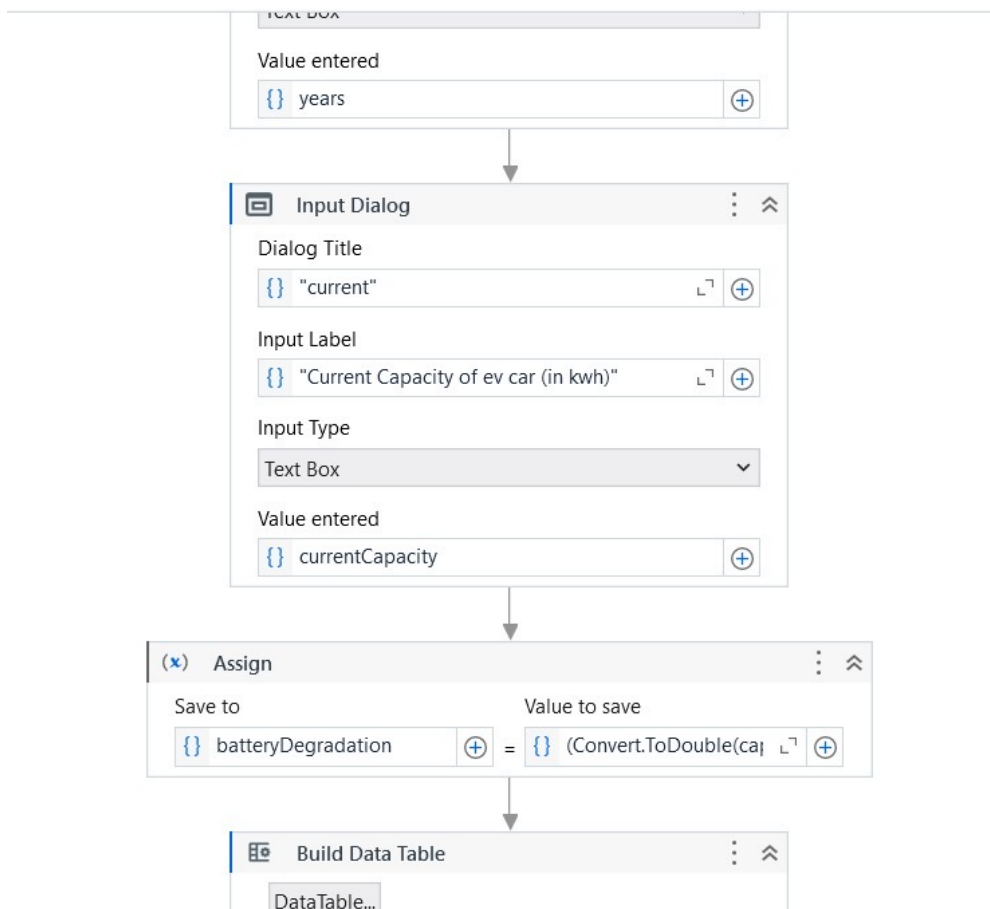 Text Box
Value entered
{} years
Input Dialog
Dialog Title
{} "current"
Input Label
{} "Current Capacity of ev car (in kwh)"
Input Type
Text Box
Value entered
{} currentCapacity
(x) Assign
Save to Value to save
{} batteryDegradation = {} (Convert.ToDouble(ca
Build Data Table
DataTable...